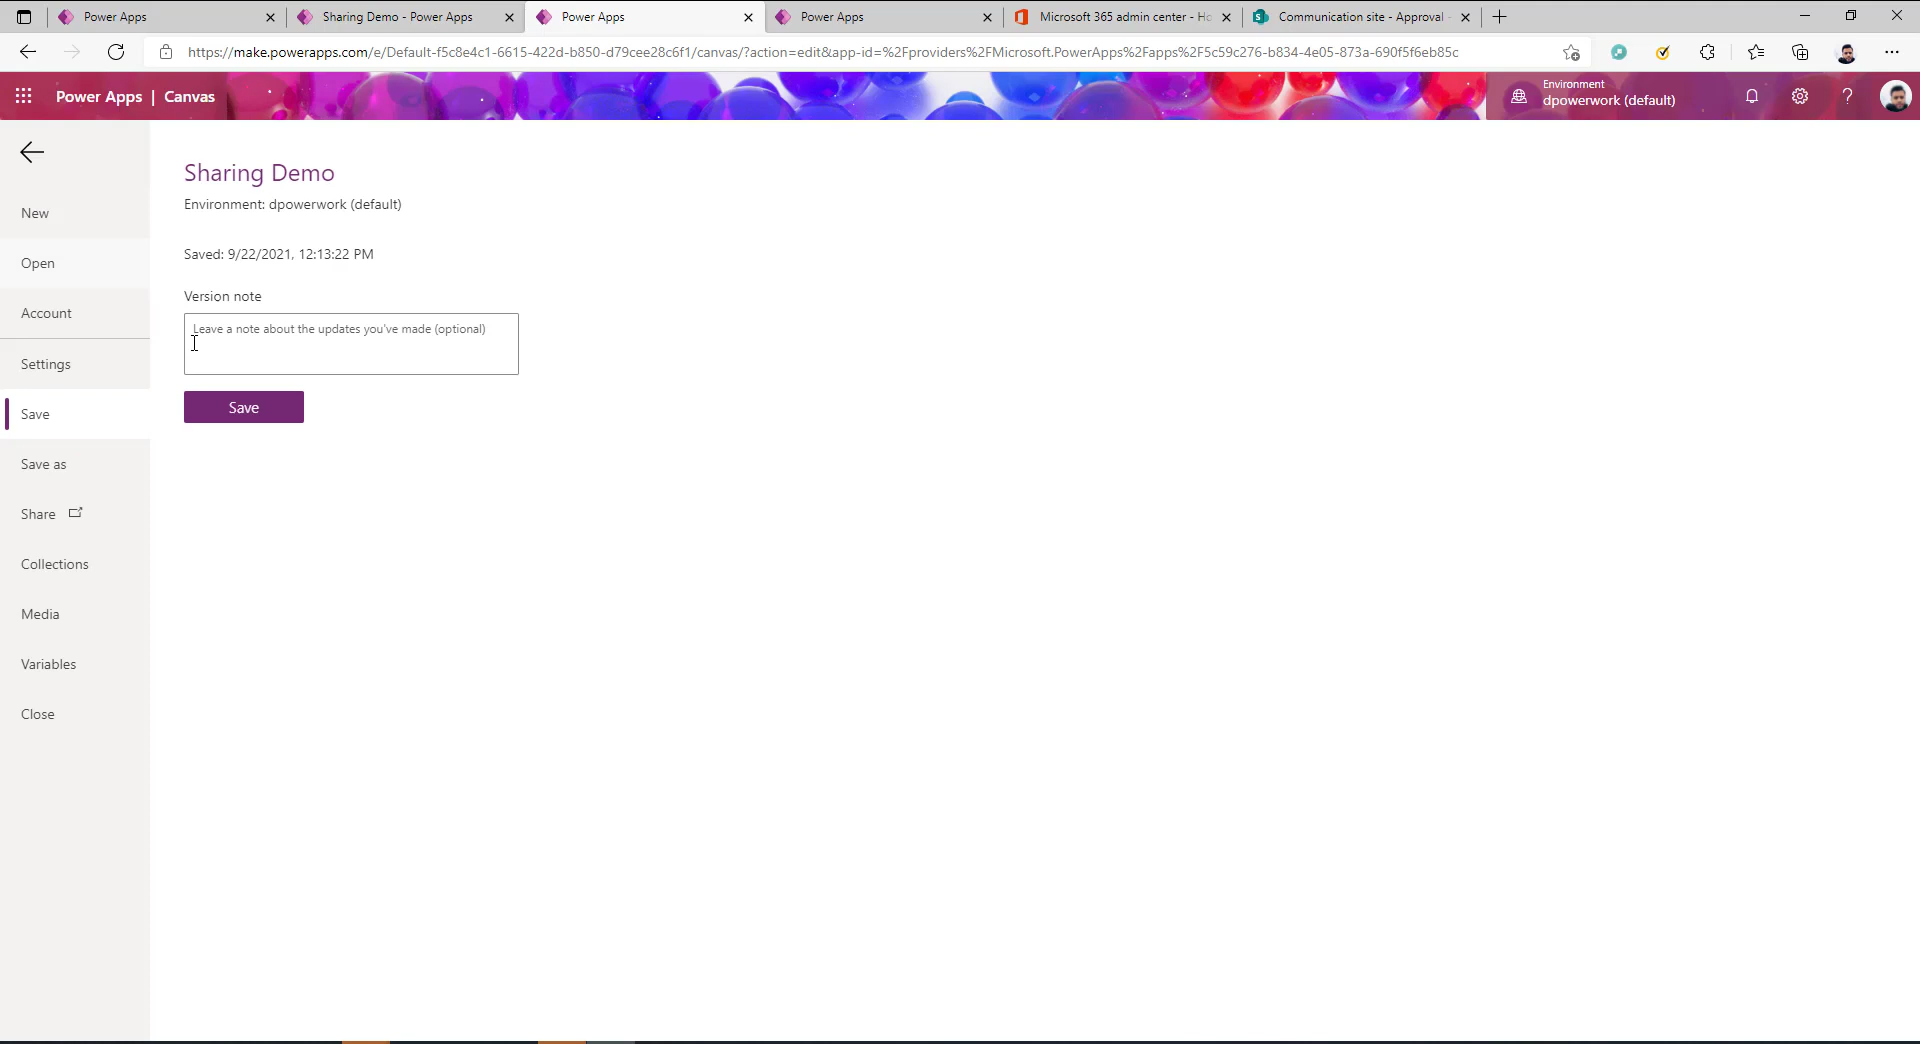 Power Apps
Sharing Demo - Power Apps
Power Apps
Power Apps
Microsoft 365 admin center - Ho
Communication site - Approval -
https://make.powerapps.com/e/Default-f5c8e4c1-6615-422d-b850-d79cee28c6f1/canvas/?action=edit&app-id=%2Fproviders%2FMicrosoft.PowerApps%2Fapps%2F5c59c276-b834-4e05-873a-690f5f6eb85c
Power Apps | Canvas
Environment
dpowerwork (default)
New
Open
Account
Settings
Save
Save as
Share
Collections
Media
Variables
Close
Sharing Demo
Environment: dpowerwork (default)
Saved: 9/22/2021, 12:13:22 PM
Version note
Leave a note about the updates you've made (optional)
Save